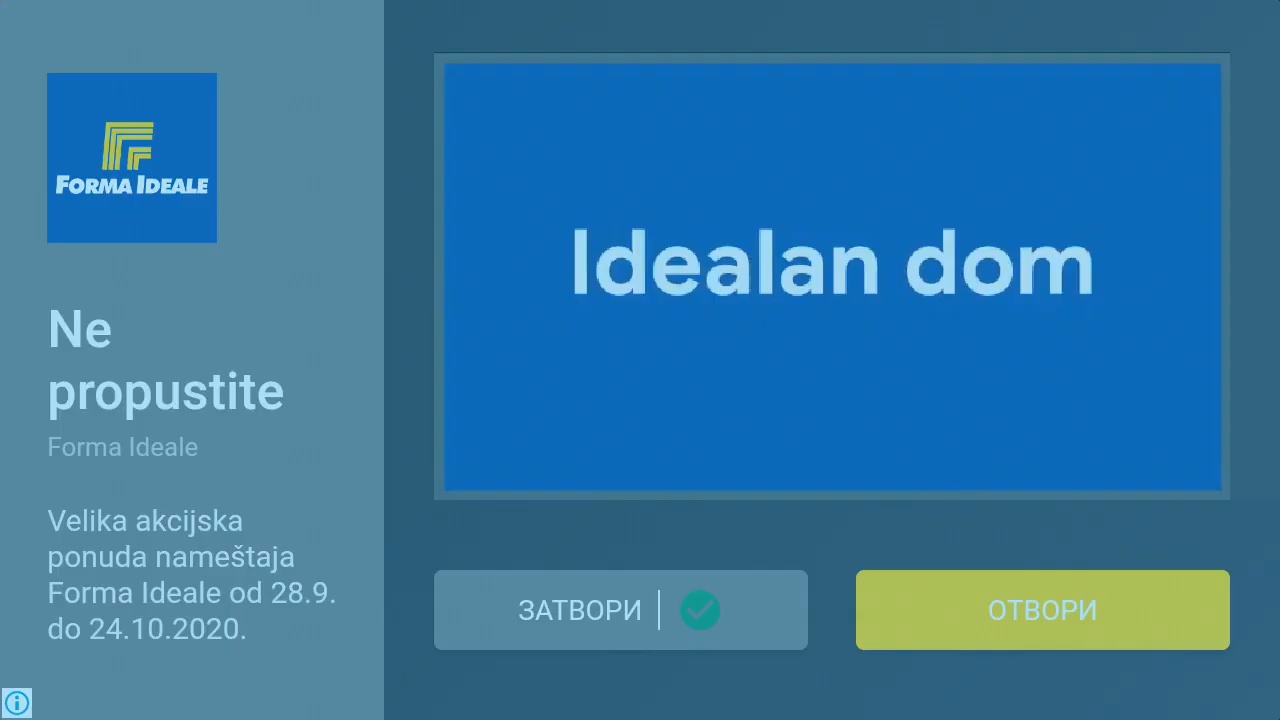 FORMA IDEALE
Ne
propustite
Forma Ideale
Velika akcijska
ponuda nameštaja
Forma Ideale od 28.9.
do 24.10.2020.
Idealan dom
ЗАТВОРИ
ОТВОРИ